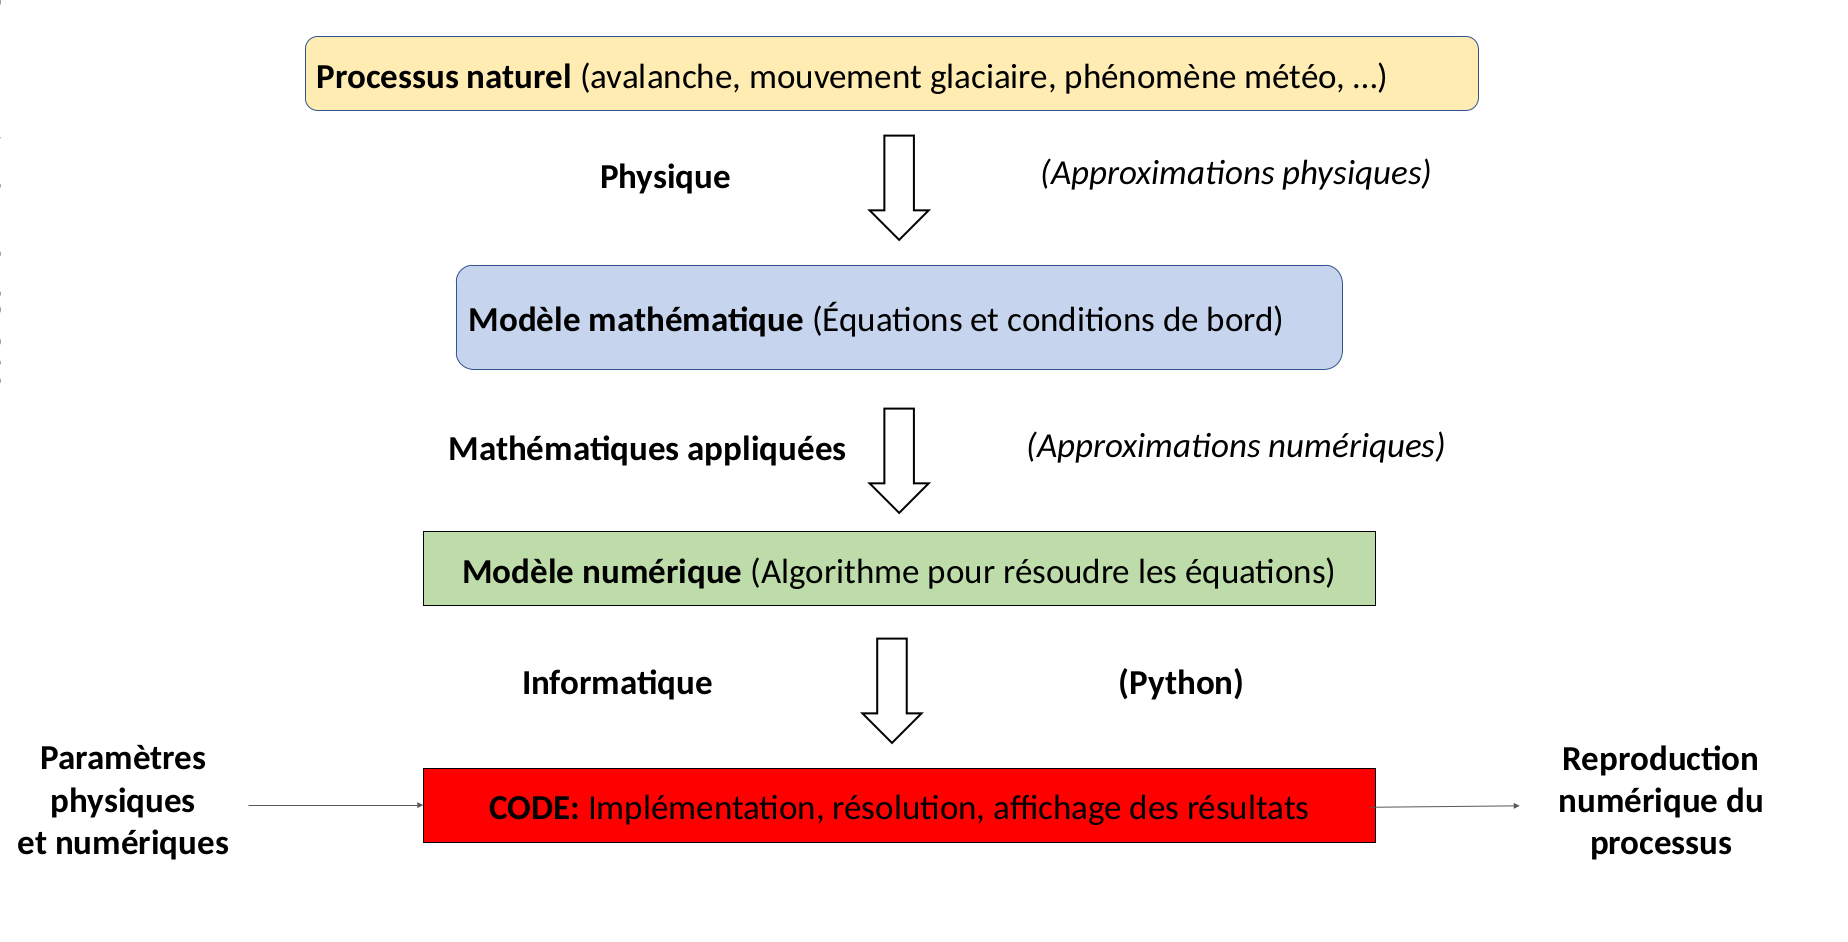 Processus naturel (avalanche, mouvement glaciaire, phénomène météo, …)
Physique
(Approximations physiques)
Modèle mathématique (Équations et conditions de bord)
Mathématiques appliquées
(Approximations numériques)
Modèle numérique (Algorithme pour résoudre les équations)
Informatique
(Python)
Paramètres
physiques
et numériques
CODE: Implémentation, résolution, affichage des résultats
Reproduction
numérique du
processus